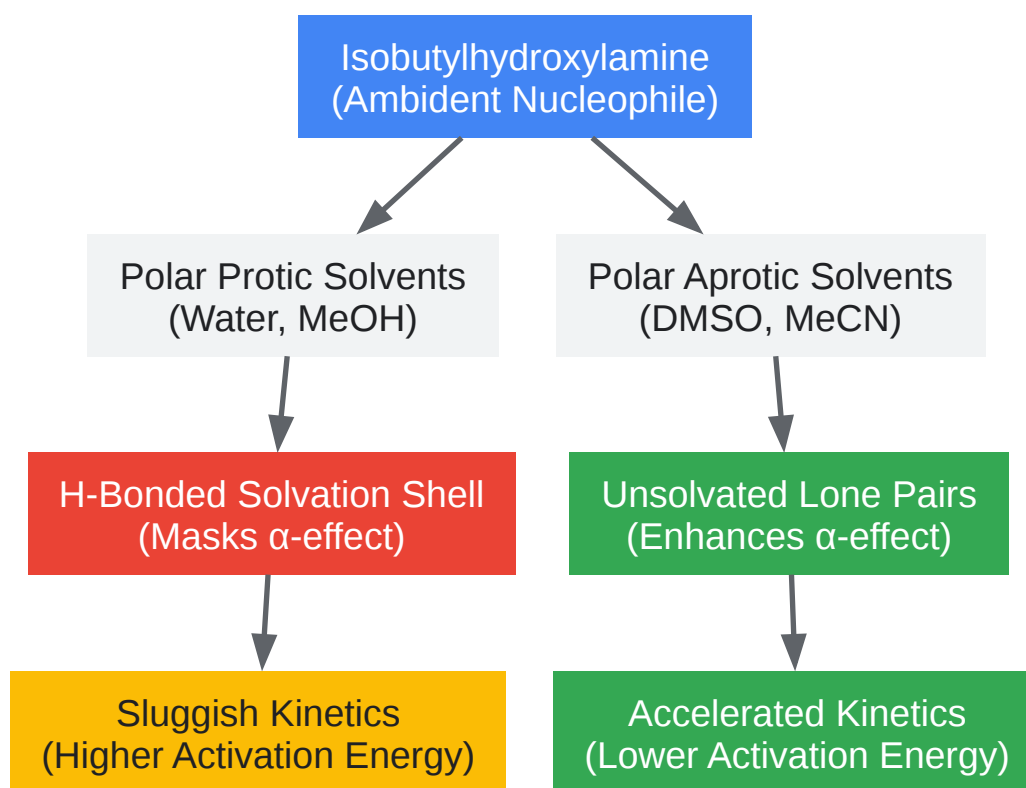 Isobutylhydroxylamine
(Ambident Nucleophile)
Polar Protic Solvents
(Water, MeOH)
Polar Aprotic Solvents
(DMSO, MeCN)
H-Bonded Solvation Shell
(Masks α-effect)
Unsolvated Lone Pairs
(Enhances α-effect)
Sluggish Kinetics
(Higher Activation Energy)
Accelerated Kinetics
(Lower Activation Energy)